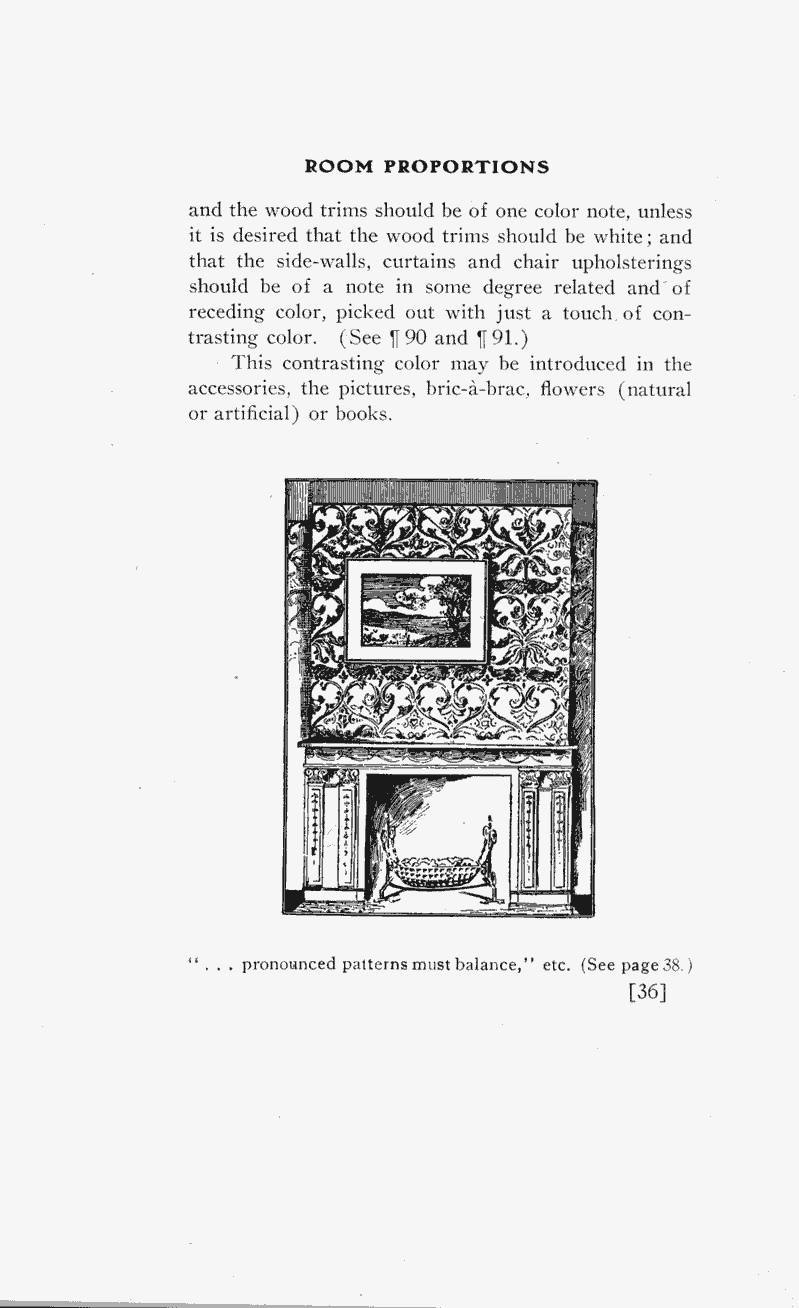 ROOM PROPORTIONS
and the wood trims should be of one color note, unless
it is desired that the wood trims should be white; and
that the side-walls, curtains and chair upholsterings
should be of a note in some degree related and of
receding color, picked out with just a touch of con-
trasting color. (See ¶ 90 and ¶ 91.)
This contrasting color may be introduced in the
accessories, the pictures, bric-à-brac, flowers (natural
or artificial) or books.
“. . . pronounced patterns must balance,” etc. (See page 38.)
[36]